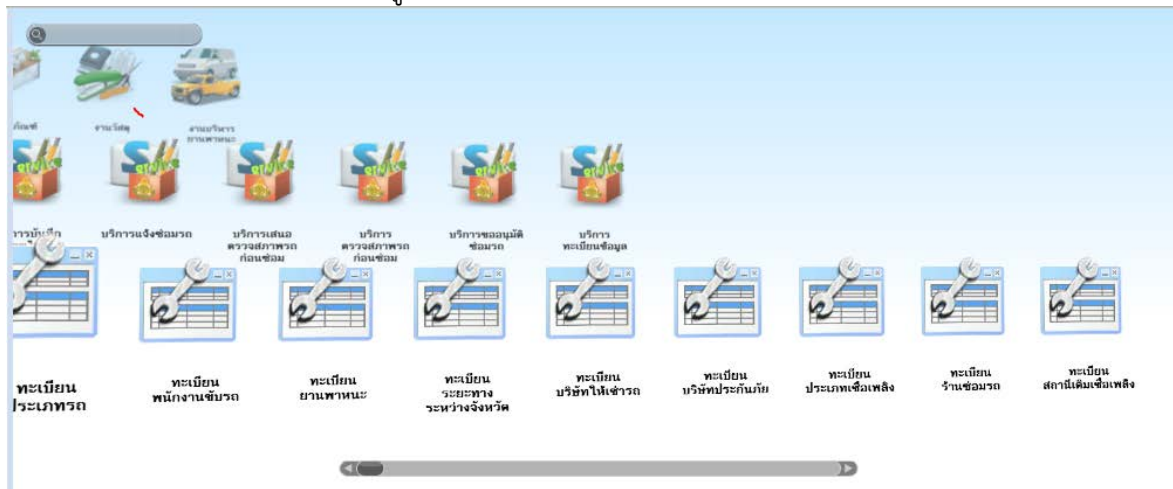 ภัณฑ์
งานวัสดุ
งานบริหาร
ยานพาหนะ
การบันทึก
บริการแจ้งซ่อมรถ
บริการเสนอ
ตรวจสภาพรถ
ก่อนซ่อม
บริการ
ตรวจสภาพรถ
ก่อนซ่อม
บริการขออนุมัติ
ซ่อมรถ
บริการ
ทะเบียนข้อมูล
ทะเบียน
ประเภทรถ
ทะเบียน
พนักงานขับรถ
ทะเบียน
ยานพาหนะ
ทะเบียน
ระยะทาง
ระหว่างจังหวัด
ทะเบียน
บริษัทให้เช่ารถ
ทะเบียน
บริษัทประกันภัย
ทะเบียน
ประเภทเชื้อเพลิง
ทะเบียน
ร้านซ่อมรถ
ทะเบียน
สถานีเติมเชื้อเพลิง